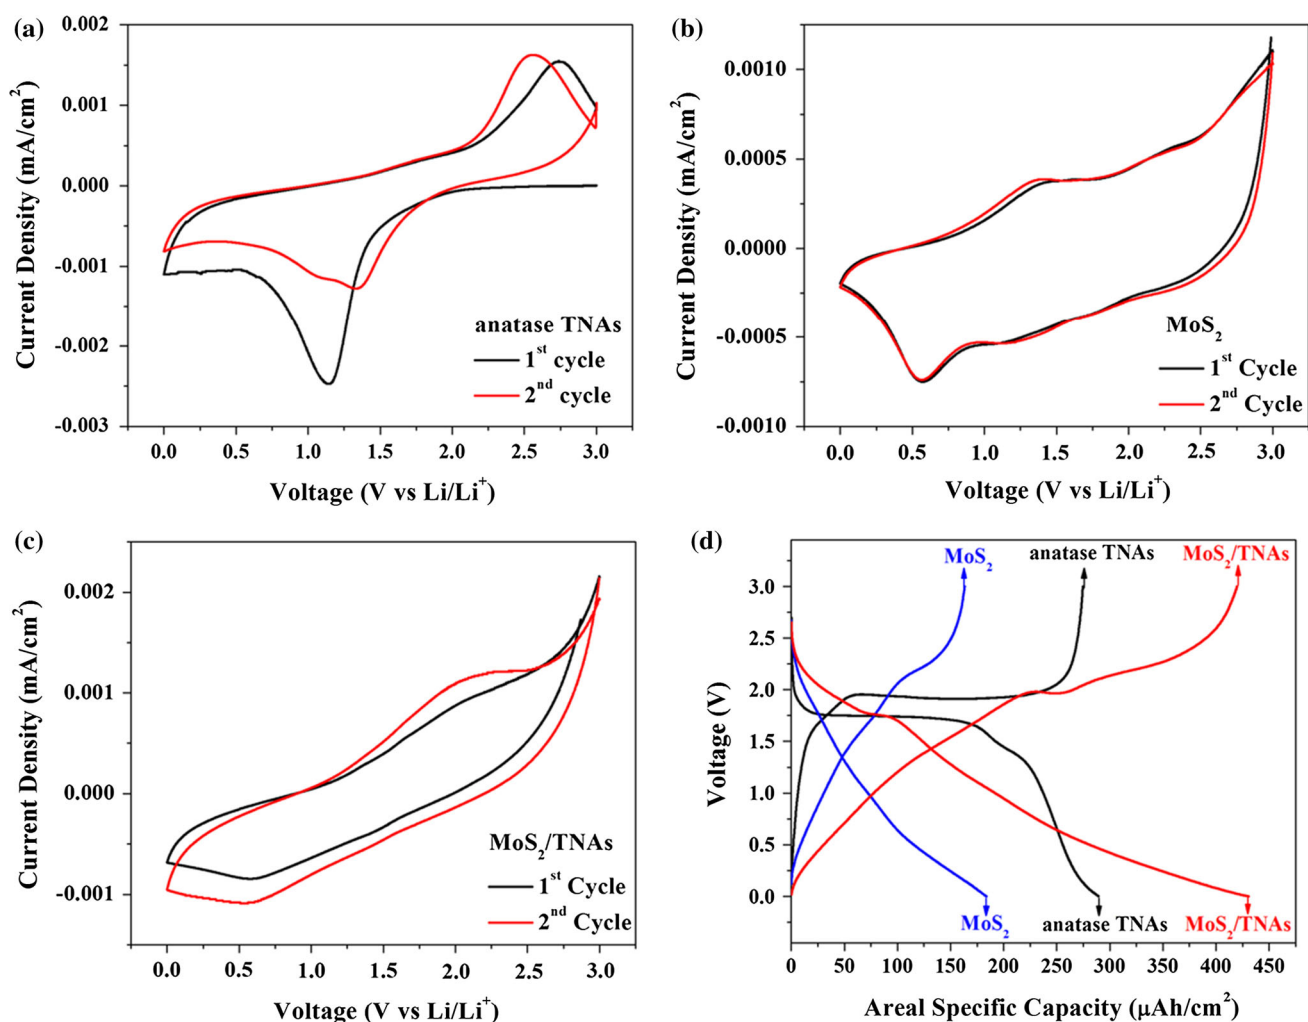 (a)
0.002
0.001
0.000
-0.001
-0.002
-0.003
Current Density (mA/cm²)
anatase TNAs
1st cycle
2nd cycle
0.0 0.5 1.0 1.5 2.0 2.5 3.0
Voltage (V vs Li/Li⁺)
(b)
0.0010
0.0005
0.0000
-0.0005
-0.0010
Current Density (mA/cm²)
MoS₂
1st Cycle
2nd Cycle
0.0 0.5 1.0 1.5 2.0 2.5 3.0
Voltage (V vs Li/Li⁺)
(c)
0.002
0.001
0.000
-0.001
Current Density (mA/cm²)
MoS₂/TNAs
1st Cycle
2nd Cycle
0.0 0.5 1.0 1.5 2.0 2.5 3.0
Voltage (V vs Li/Li⁺)
(d)
MoS₂ anatase TNAs MoS₂/TNAs
3.0
2.5
2.0
1.5
1.0
0.5
0.0
Voltage (V)
MoS₂ anatase TNAs MoS₂/TNAs
0 50 100 150 200 250 300 350 400 450
Areal Specific Capacity (μAh/cm²)